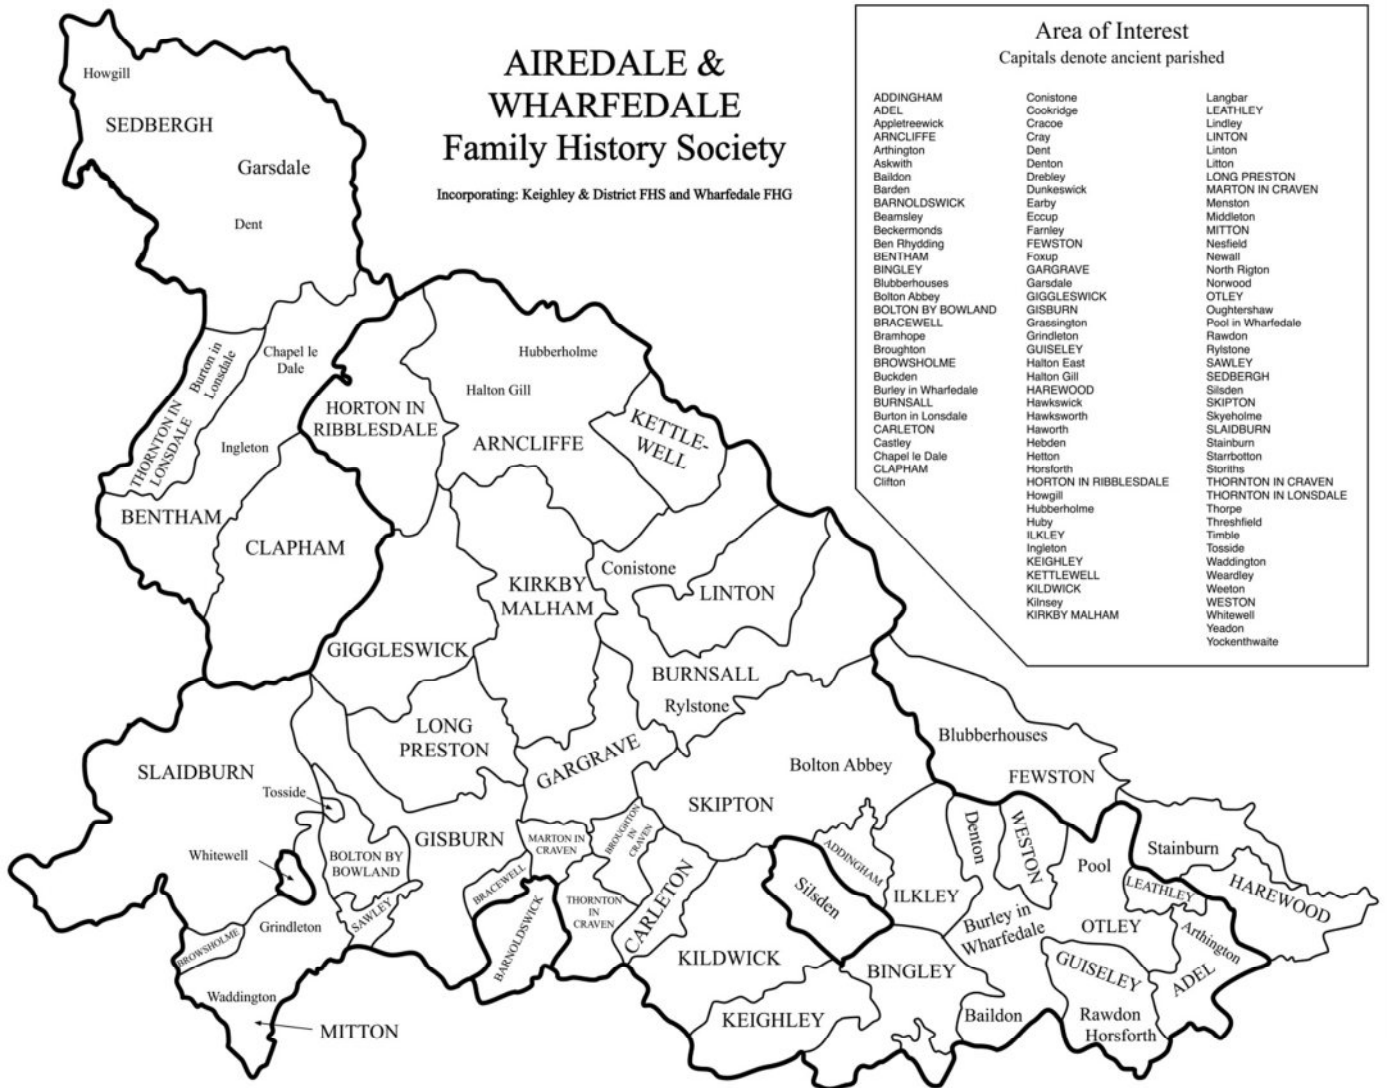 AIREDALE &
WHARFEDALE
Family History Society
Incorporating: Keighley & District FHS and Wharfedale FHG
Area of Interest
Capitals denote ancient parished
ADDINGHAM
ADEL
Appletreewick
ARNCLIFFE
Arthington
Askwith
Baildon
Barden
BARNOLDSWICK
Beamsley
Beckermonds
Ben Rhydding
BENTHAM
BINGLEY
Blubberhouses
Bolton Abbey
BOLTON BY BOWLAND
BRACEWELL
Bramhope
Broughton
BROWSHOLME
Buckden
Burley in Wharfedale
BURNSALL
Burton in Lonsdale
CARLETON
Castley
Chapel le Dale
CLAPHAM
Clifton
Conistone
Cookridge
Cracoe
Cray
Dent
Denton
Drebley
Dunkeswick
Earby
Eccup
Farnley
FEWSTON
Foxup
GARGRAVE
Garsdale
GIGGLESWICK
GISBURN
Grassington
Grindleton
GUISELEY
Halton East
Halton Gill
HAREWOOD
Hawkswick
Hawksworth
Haworth
Hebden
Hetton
Horsforth
HORTON IN RIBBLESDALE
Howgill
Hubberholme
Huby
ILKLEY
Ingleton
KEIGHLEY
KETTLEWELL
KILDWICK
Kilnsey
KIRKBY MALHAM
Langbar
LEATHLEY
Lindley
LINTON
Linton
Litton
LONG PRESTON
MARTON IN CRAVEN
Menston
Middleton
MITTON
Nesfield
Newall
North Rigton
Norwood
OTLEY
Oughtershaw
Pool in Wharfedale
Rawdon
Rylstone
SAWLEY
SEDBERGH
Silsden
SKIPTON
Skyeholme
SLAIDBURN
Stainburn
Starrbotton
Storiths
THORNTON IN CRAVEN
THORNTON IN LONSDALE
Thorpe
Threshfield
Timble
Tosside
Waddington
Weardley
Weeton
WESTON
Whitewell
Yeadon
Yockenthwaite
Howgill
SEDBERGH
Garsdale
Dent
Burton in
Lonsdale
THORNTON IN
LONSDALE
Chapel le
Dale
Ingleton
BENTHAM
CLAPHAM
HORTON IN
RIBBLESDALE
Hubberholme
Halton Gill
ARNCLIFFE
KETTLE-
WELL
KIRKBY
MALHAM
Conistone
LINTON
GIGGLESWICK
BURNSALL
Rylstone
LONG
PRESTON
GARGRAVE
SLAIDBURN
Tosside
Whitewell
BOLTON BY
BOWLAND
GISBURN
SAWLEY
Grindleton
BROWSHOLME
Waddington
MITTON
MARTON IN
CRAVEN
BRACEWELL
BARNOLDSWICK
BROUGHTON
IN
CRAVEN
THORNTON
IN
CRAVEN
CARLETON
SKIPTON
Bolton Abbey
Blubberhouses
FEWSTON
ADDINGHAM
Silsden
ILKLEY
Denton
WESTON
Pool
Stainburn
LEATHLEY
HAREWOOD
Burley in
Wharfedale
OTLEY
Arthington
ADEL
GUISELEY
KILDWICK
BINGLEY
KEIGHLEY
Baildon
Rawdon
Horsforth